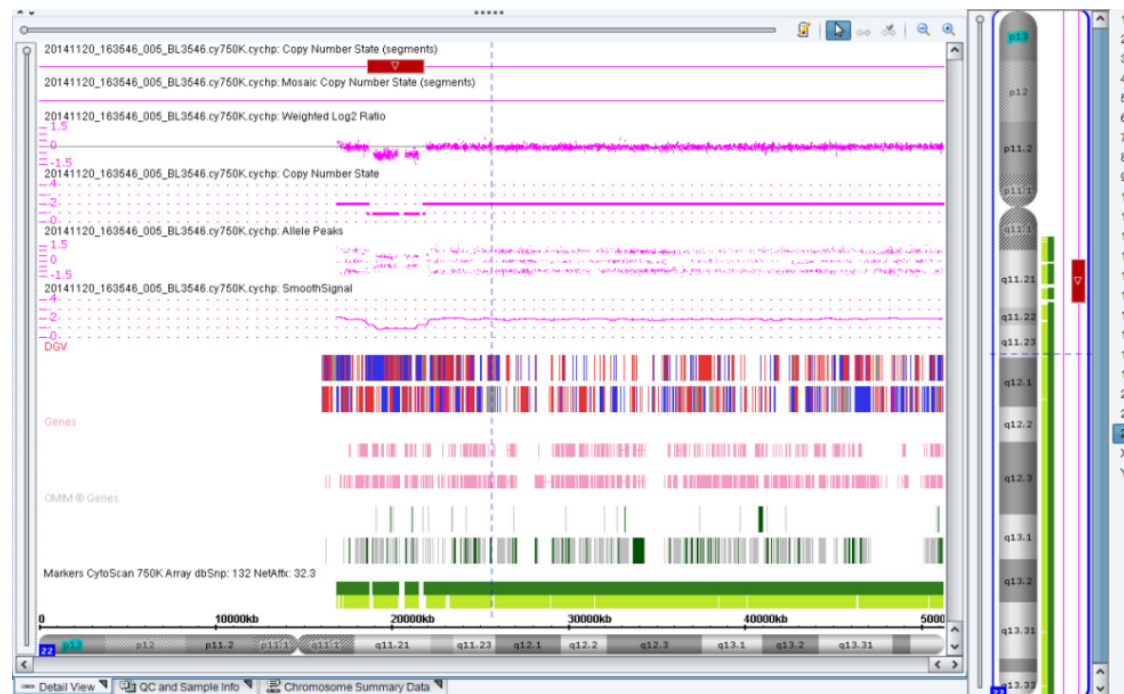 20141120_163546_005_BL3546.cy750K.cychp: Copy Number State (segments)
20141120_163546_005_BL3546.cy750K.cychp: Mosaic Copy Number State (segments)
20141120_163546_005_BL3546.cy750K.cychp: Weighted Log2 Ratio
1.5
0
-1.5
20141120_163546_005_BL3546.cy750K.cychp: Copy Number State
4
2
0
20141120_163546_005_BL3546.cy750K.cychp: Allele Peaks
1.5
0
-1.5
20141120_163546_005_BL3546.cy750K.cychp: SmoothSignal
4
2
0
DGV
Genes
OMIM ® Genes
Markers CytoScan 750K Array dbSnp: 132 NetAffx: 32.3
0 10000kb 20000kb 30000kb 40000kb 5000
22 p13 p12 p11.2 p11.1 q11.1 q11.21 q11.23 q12.1 q12.2 q12.3 q13.1 q13.2 q13.31
Detail View QC and Sample Info Chromosome Summary Data
p13
p12
p11.2
p11.1
q11.1
q11.21
q11.22
q11.23
q12.1
q12.2
q12.3
q13.1
q13.2
q13.31
q13.33
22
X
Y